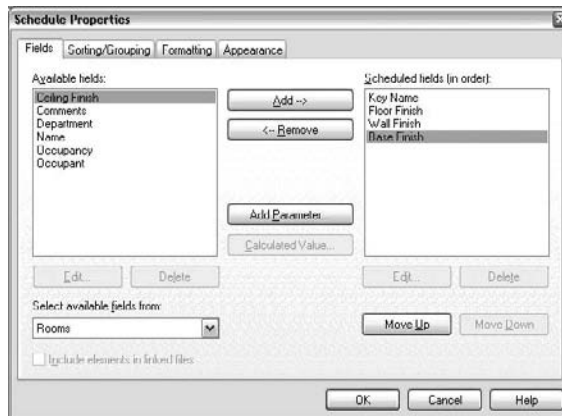 Schedule Properties
Fields
Sorting/Grouping
Formatting
Appearance
Available fields:
Ceiling Finish
Comments
Department
Name
Occupancy
Occupant
Add -->
<-- Remove
Add Parameter...
Calculated Value...
Edit...
Delete
Select available fields from:
Rooms
Include elements in linked files
Scheduled fields (in order):
Key Name
Floor Finish
Wall Finish
Base Finish
Edit...
Delete
Move Up
Move Down
OK
Cancel
Help